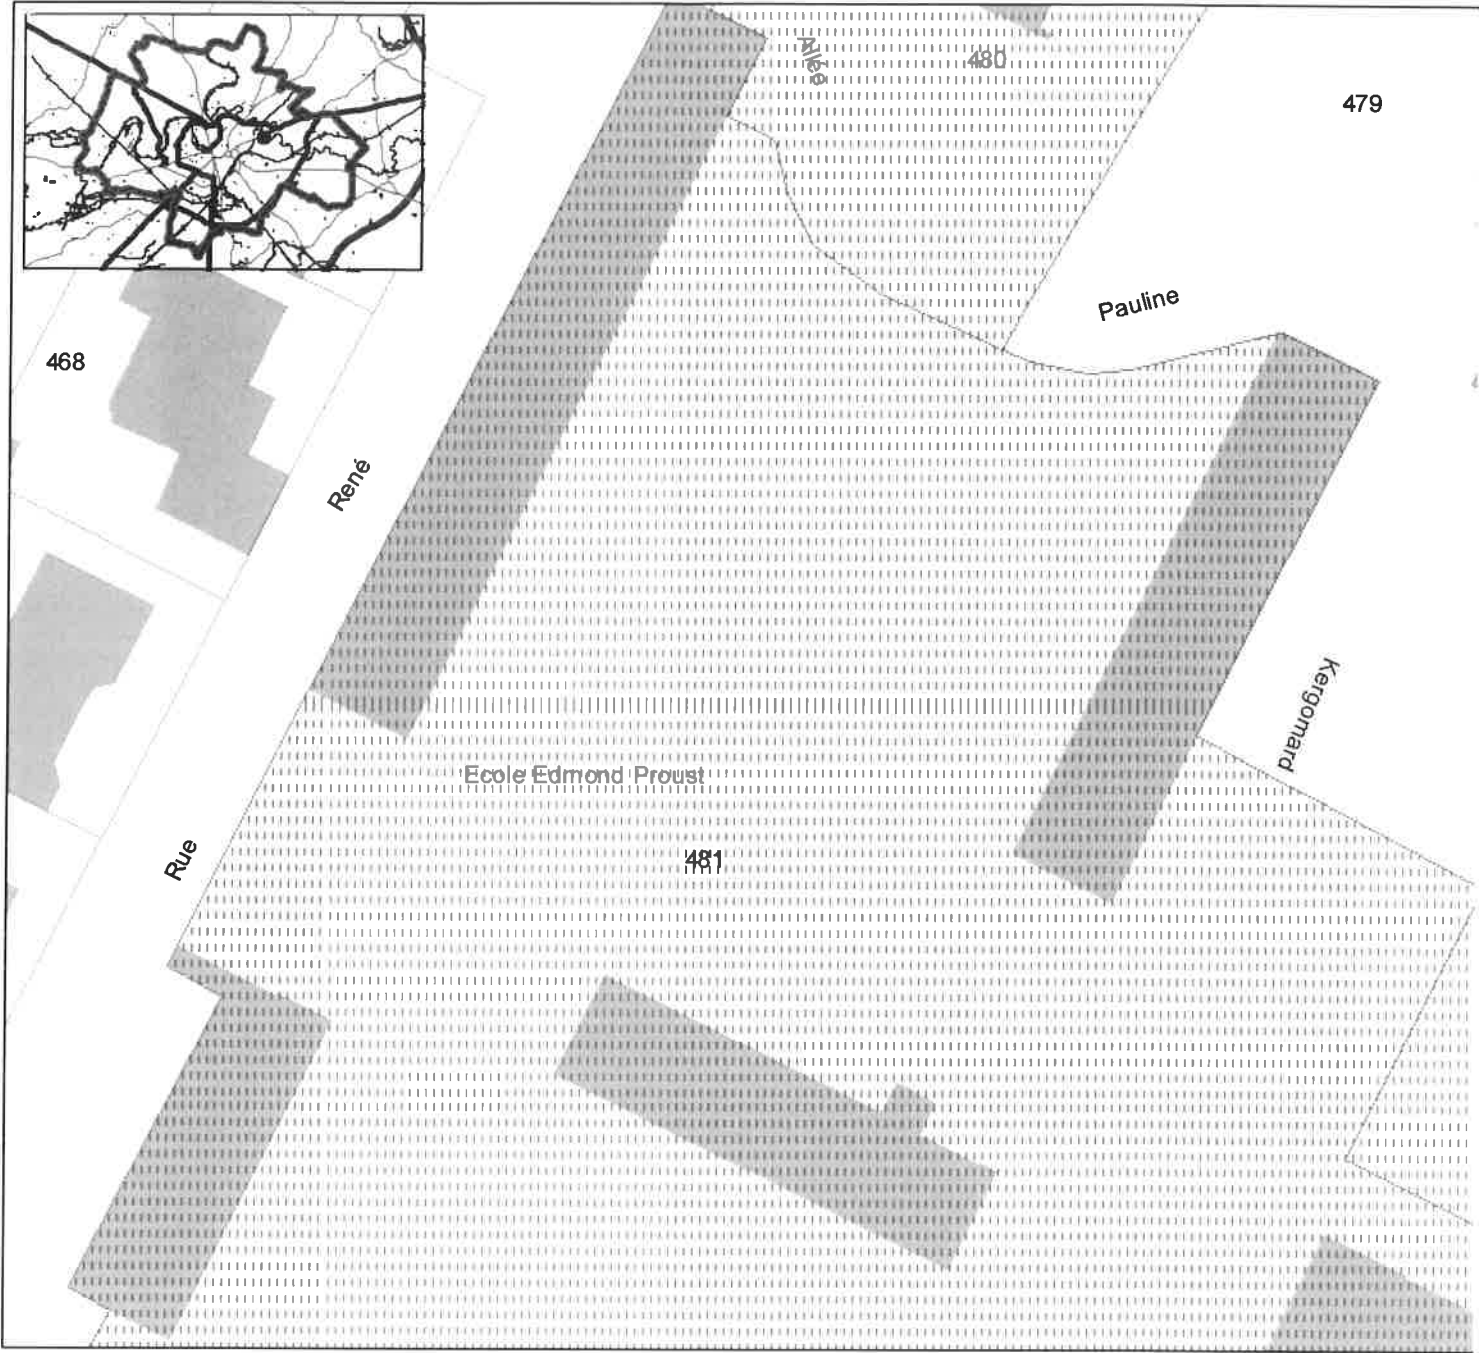 Allée
480
479
Pauline
468
René
Kergomard
Ecole Edmond Proust
Rue
481